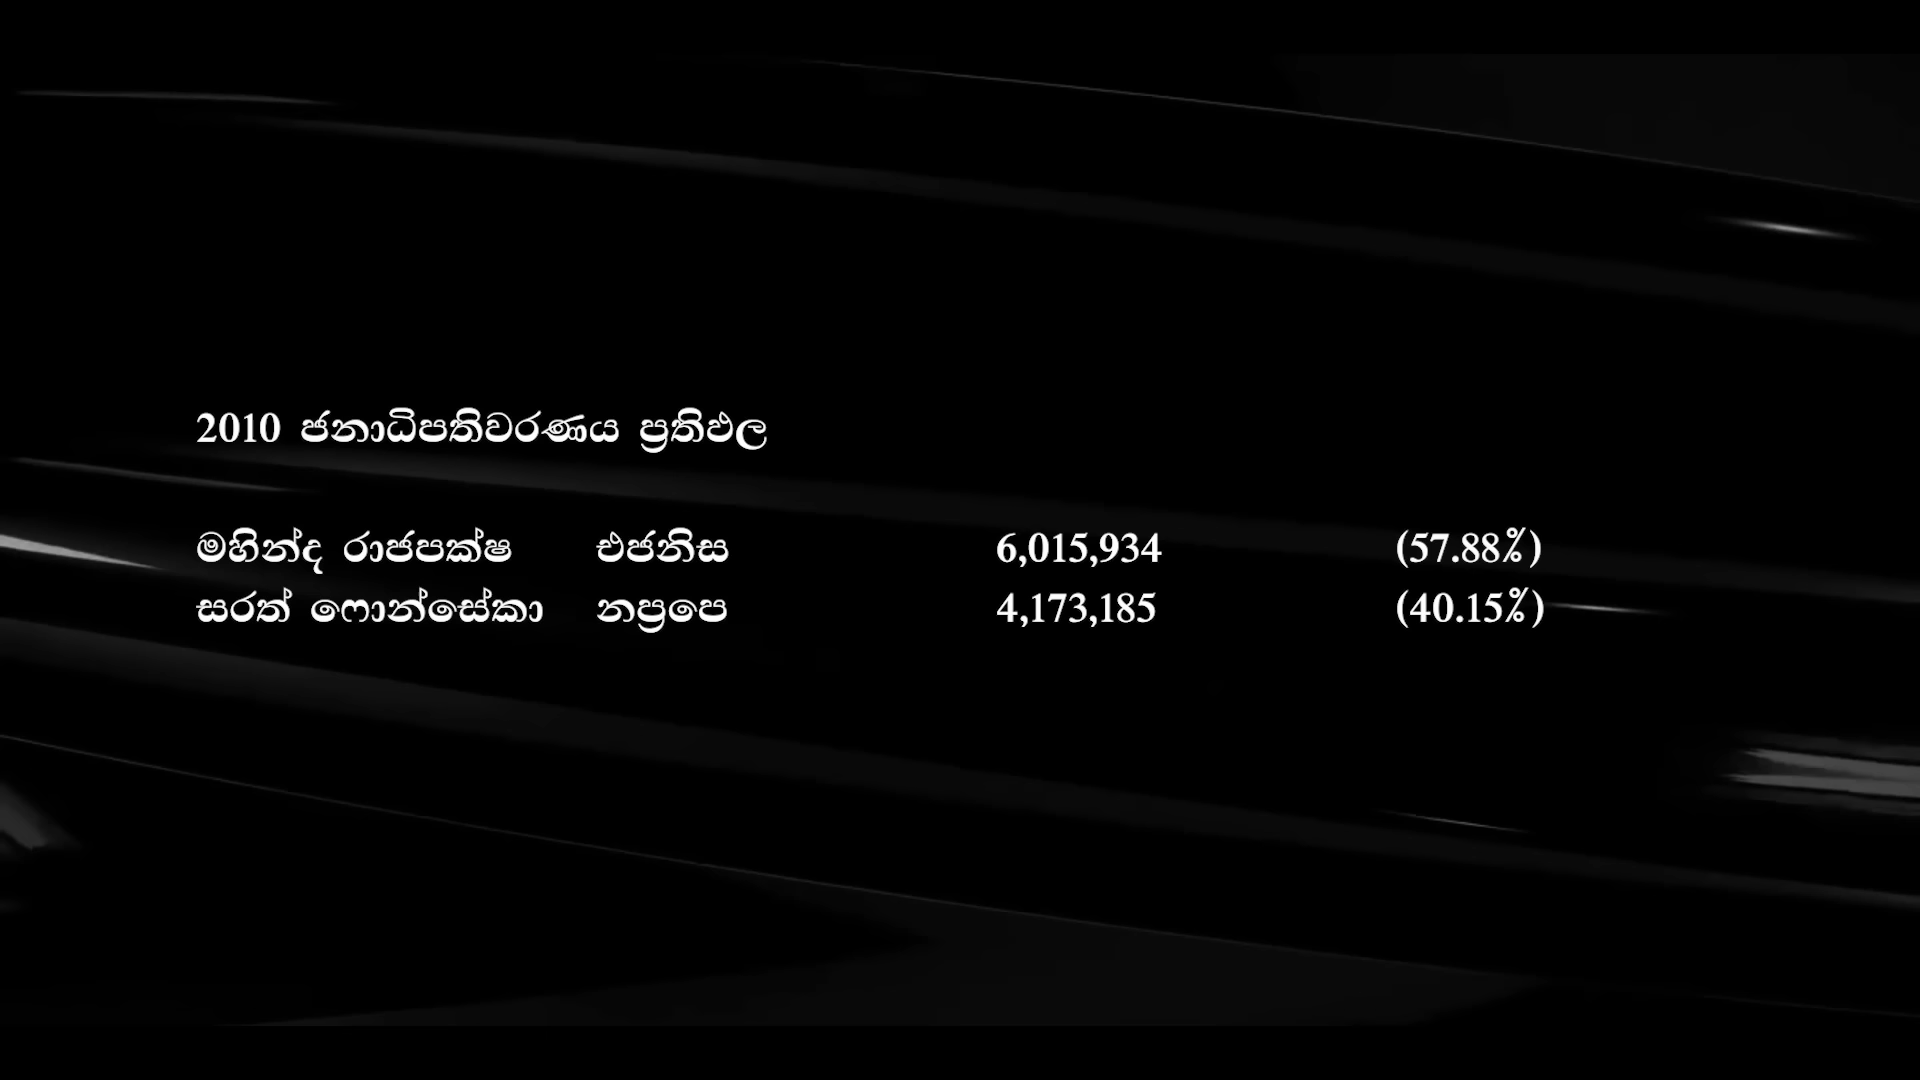 2010 ජනාධිපතිවරණය ප්‍රතිඵල
මහින්ද රාජපක්ෂ එජනිස 6,015,934 (57.88%)
සරත් ෆොන්සේකා නප්‍රපෙ 4,173,185 (40.15%)